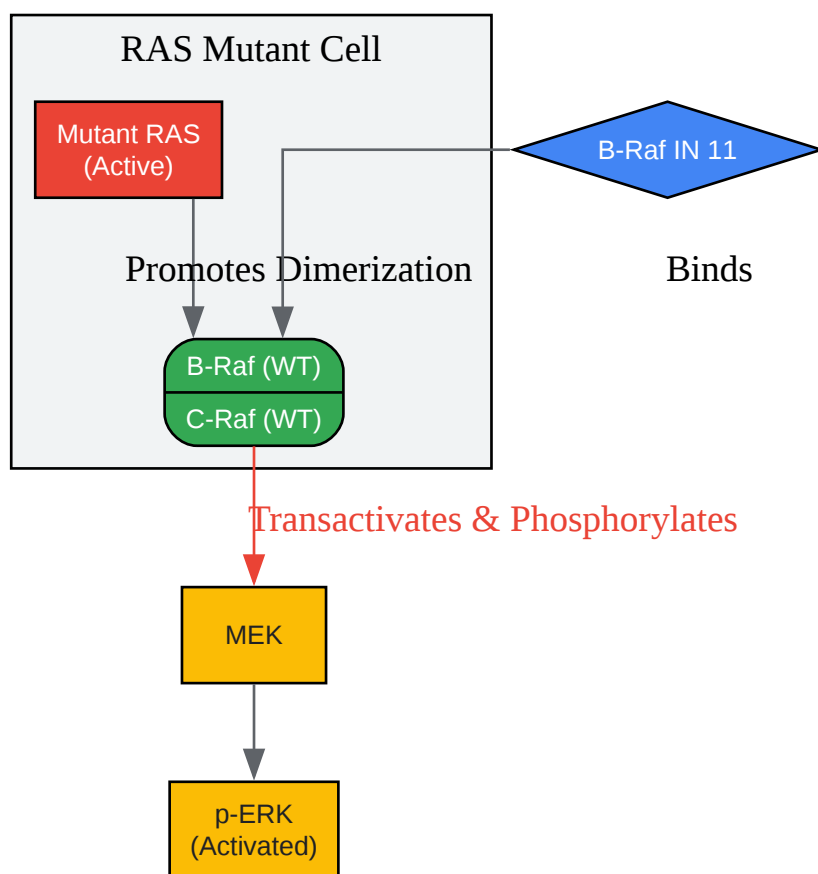 RAS Mutant Cell
Mutant RAS
(Active)
B-Raf IN 11
Promotes Dimerization
Binds
B-Raf (WT)
C-Raf (WT)
Transactivates & Phosphorylates
MEK
p-ERK
(Activated)